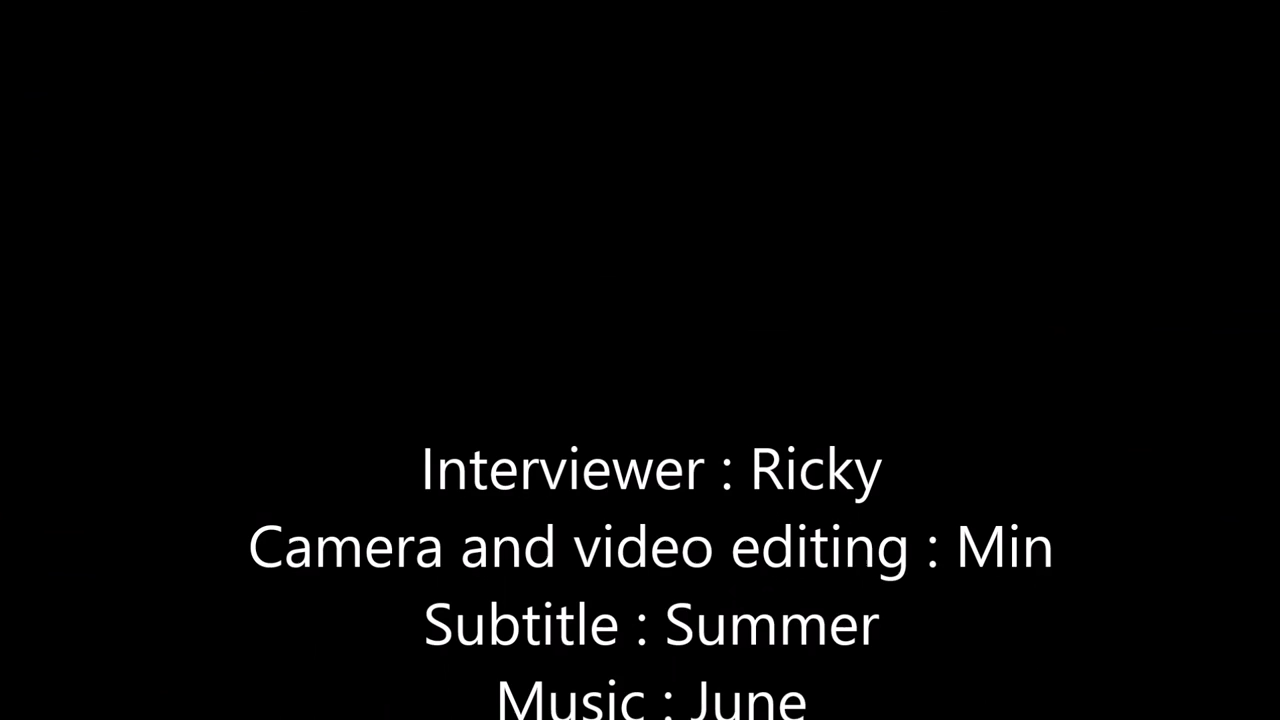 Interviewer : Ricky
Camera and video editing : Min
Subtitle : Summer
Music : June